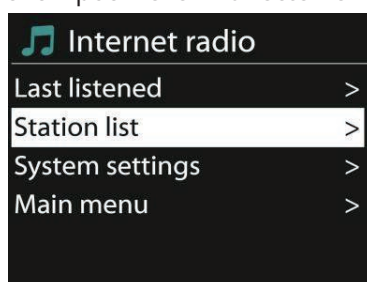 Internet radio
Last listened >
Station list >
System settings >
Main menu >